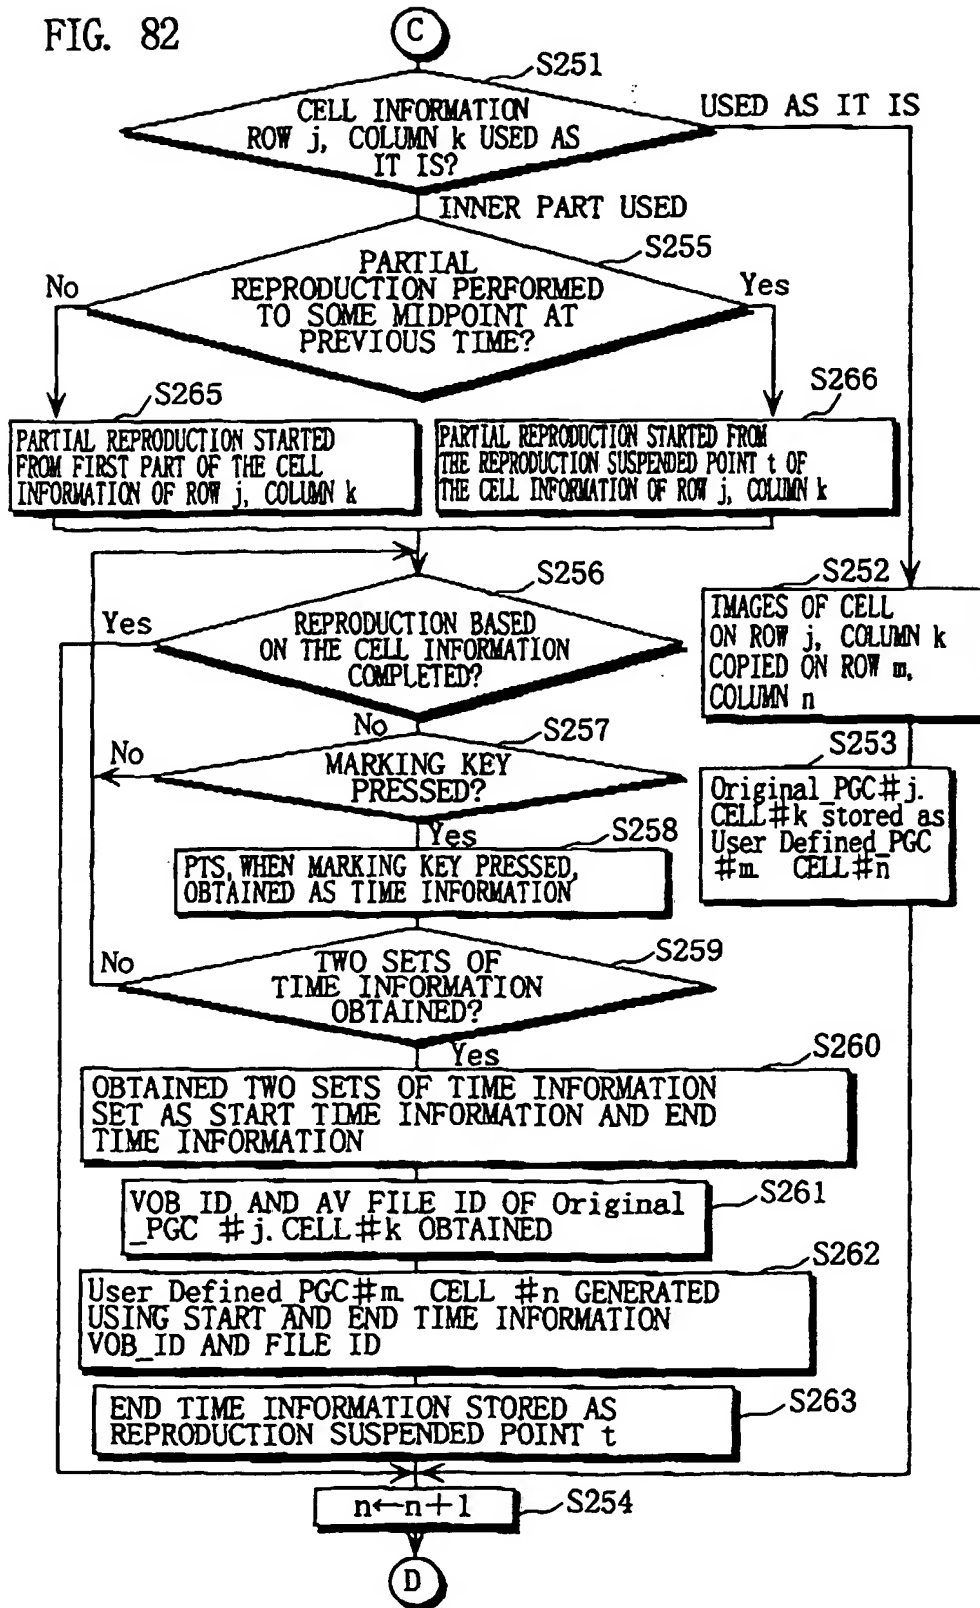 FIG. 82
C
S251
CELL INFORMATION
ROW j, COLUMN k USED AS
IT IS?
USED AS IT IS
INNER PART USED
S255
PARTIAL
REPRODUCTION PERFORMED
TO SOME MIDPOINT AT
PREVIOUS TIME?
No
Yes
S265
PARTIAL REPRODUCTION STARTED
FROM FIRST PART OF THE CELL
INFORMATION OF ROW j, COLUMN k
S266
PARTIAL REPRODUCTION STARTED FROM
THE REPRODUCTION SUSPENDED POINT t OF
THE CELL INFORMATION OF ROW j, COLUMN k
S256
REPRODUCTION BASED
ON THE CELL INFORMATION
COMPLETED?
Yes
No
S252
IMAGES OF CELL
ON ROW j, COLUMN k
COPIED ON ROW m,
COLUMN n
S257
MARKING KEY
PRESSED?
No
Yes
S253
Original_PGC#j.
CELL#k stored as
User Defined_PGC
#m CELL#n
S258
PTS, WHEN MARKING KEY PRESSED,
OBTAINED AS TIME INFORMATION
S259
TWO SETS OF
TIME INFORMATION
OBTAINED?
No
Yes
S260
OBTAINED TWO SETS OF TIME INFORMATION
SET AS START TIME INFORMATION AND END
TIME INFORMATION
S261
VOB_ID AND AV FILE ID OF Original
_PGC #j. CELL#k OBTAINED
S262
User Defined_PGC#m CELL #n GENERATED
USING START AND END TIME INFORMATION
VOB_ID AND FILE ID
S263
END TIME INFORMATION STORED AS
REPRODUCTION SUSPENDED POINT t
S254
n←n+1
D